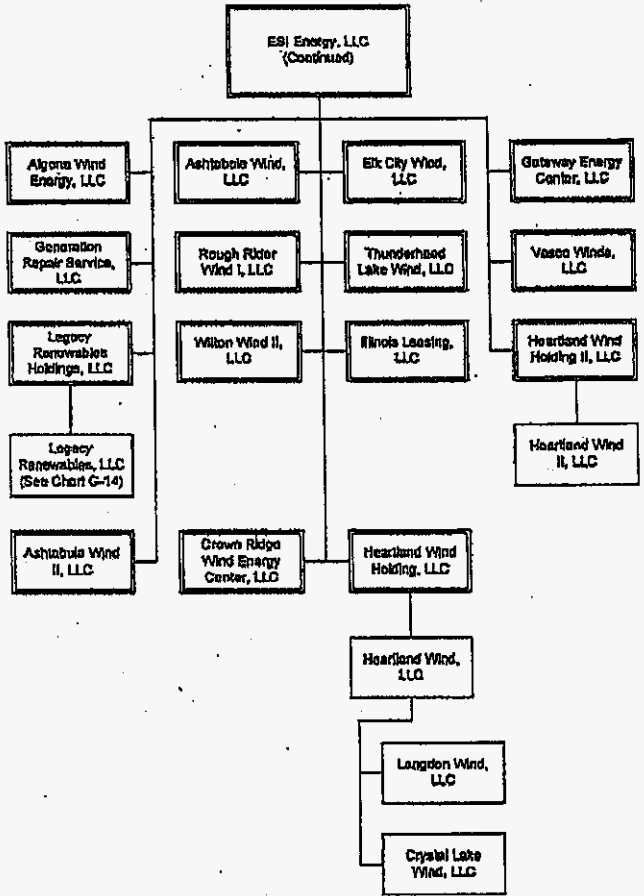 ESI Energy, LLC
(Continued)
Algona Wind
Energy, LLC
Ashtabula Wind,
LLC
Elk City Wind,
LLC
Gateway Energy
Center, LLC
Generation
Repair Service,
LLC
Rough Rider
Wind I, LLC
Thunderhead
Lake Wind, LLC
Vasco Winds,
LLC
Legacy
Renewables
Holdings, LLC
Wilton Wind II,
LLC
Illinois Leasing,
LLC
Heartland Wind
Holding II, LLC
Legacy
Renewables, LLC
(See Chart G-14)
Heartland Wind
II, LLC
Ashtabula Wind
II, LLC
Crown Ridge
Wind Energy
Center, LLC
Heartland Wind
Holding, LLC
Heartland Wind,
LLC
Langdon Wind,
LLC
Crystal Lake
Wind, LLC